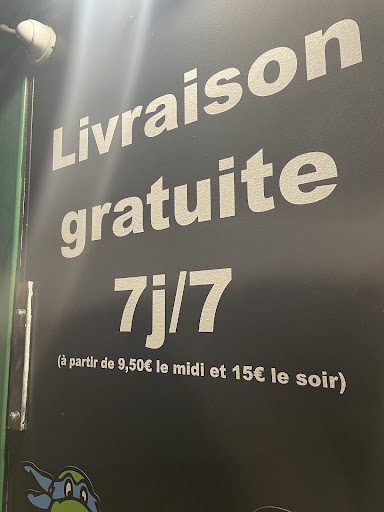 Livraison
gratuite
7j/7
(à partir de 9,50€ le midi et 15€ le soir)